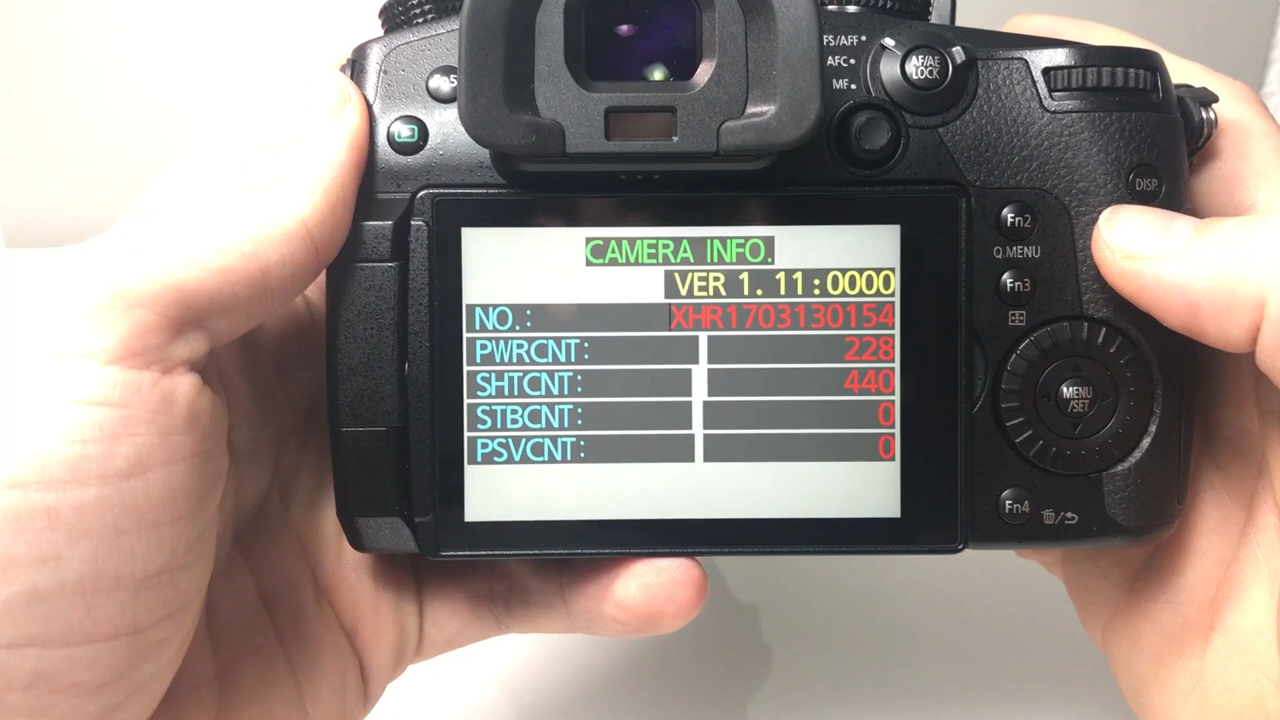 FS/AFF
AFC
MF
AF/AE
LOCK
DISP.
Fn2
Q.MENU
Fn3
MENU
/SET
Fn4
CAMERA INFO.
VER 1.11:0000
NO.: XHR1703130154
PWRCNT: 228
SHTCNT: 440
STBCNT: 0
PSVCNT: 0